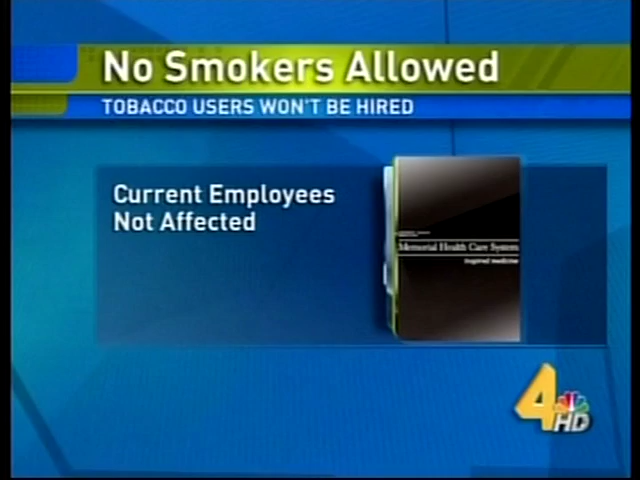 No Smokers Allowed
TOBACCO USERS WON'T BE HIRED
Current Employees
Not Affected
Memorial Health Care System
inspired medicine
4
HD